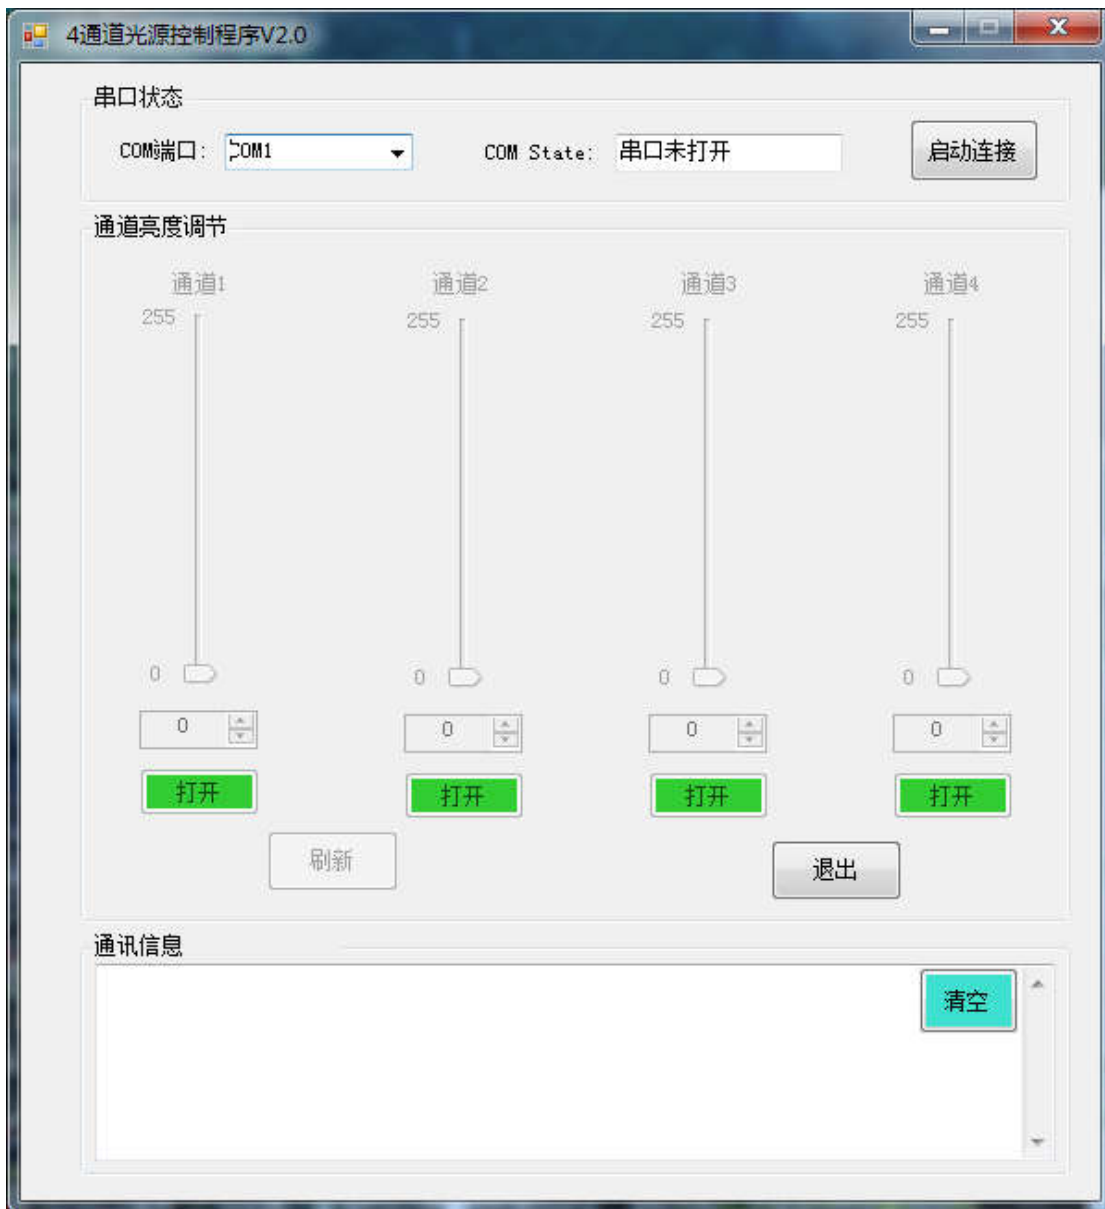 4通道光源控制程序V2.0
串口状态
COM端口: COM1 COM State: 串口未打开 启动连接
通道亮度调节
通道1 通道2 通道3 通道4
255 255 255 255
0 0 0 0
0 0 0 0
打开 打开 打开 打开
刷新 退出
通讯信息
清空